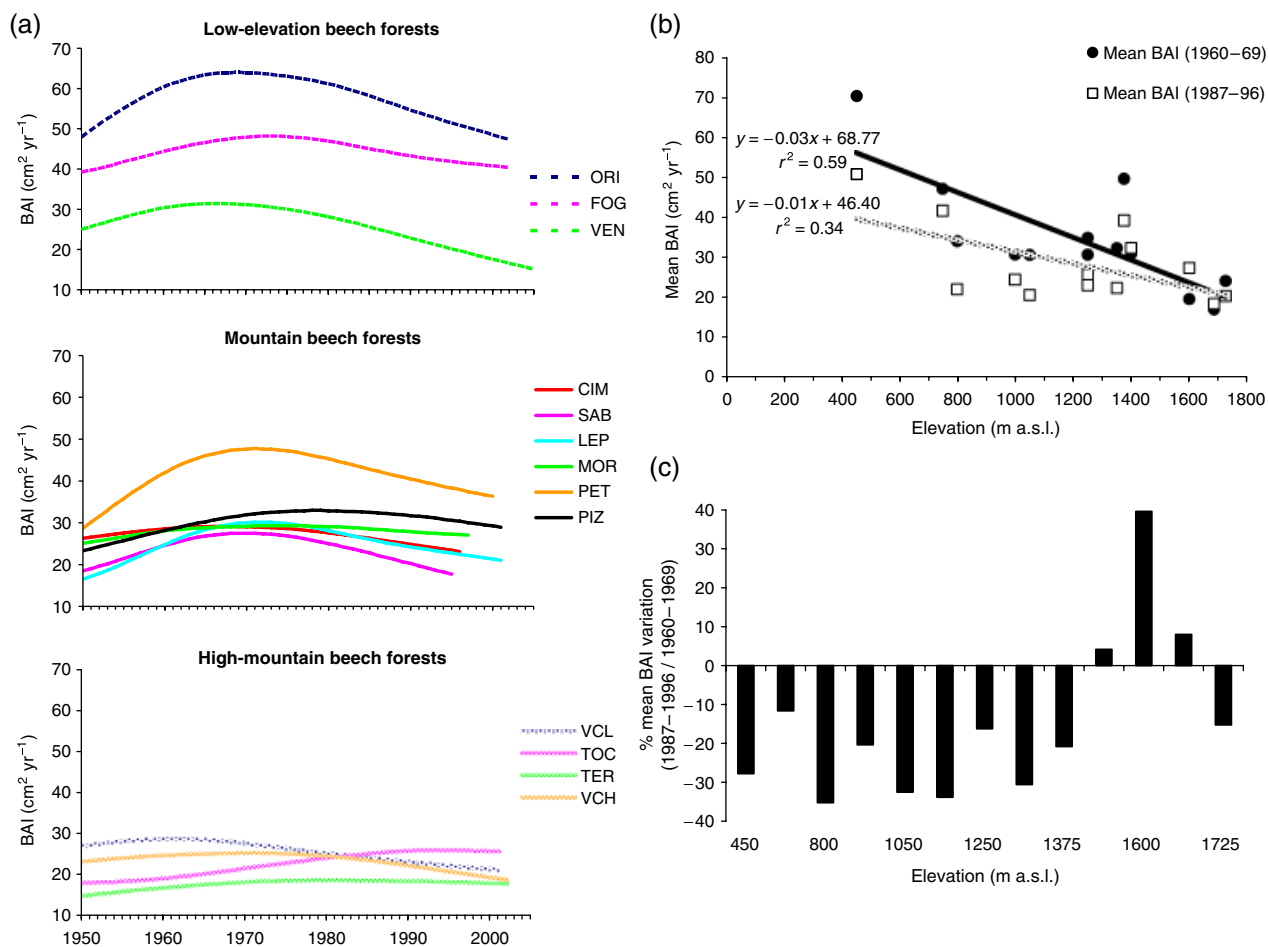 (a)
Low-elevation beech forests
BAI (cm² yr⁻¹)
70
60
50
40
30
20
10
ORI
FOG
VEN
Mountain beech forests
BAI (cm² yr⁻¹)
70
60
50
40
30
20
10
CIM
SAB
LEP
MOR
PET
PIZ
High-mountain beech forests
BAI (cm² yr⁻¹)
70
60
50
40
30
20
10
VCL
TOC
TER
VCH
1950 1960 1970 1980 1990 2000
(b)
Mean BAI (1960–69)
Mean BAI (1987–96)
Mean BAI (cm² yr⁻¹)
80
70
60
50
40
30
20
10
0
y = −0.03x + 68.77
r² = 0.59
y = −0.01x + 46.40
r² = 0.34
0 200 400 600 800 1000 1200 1400 1600 1800
Elevation (m a.s.l.)
(c)
% mean BAI variation
(1987–1996 / 1960–1969)
40
30
20
10
0
−10
−20
−30
−40
450 800 1050 1250 1375 1600 1725
Elevation (m a.s.l.)